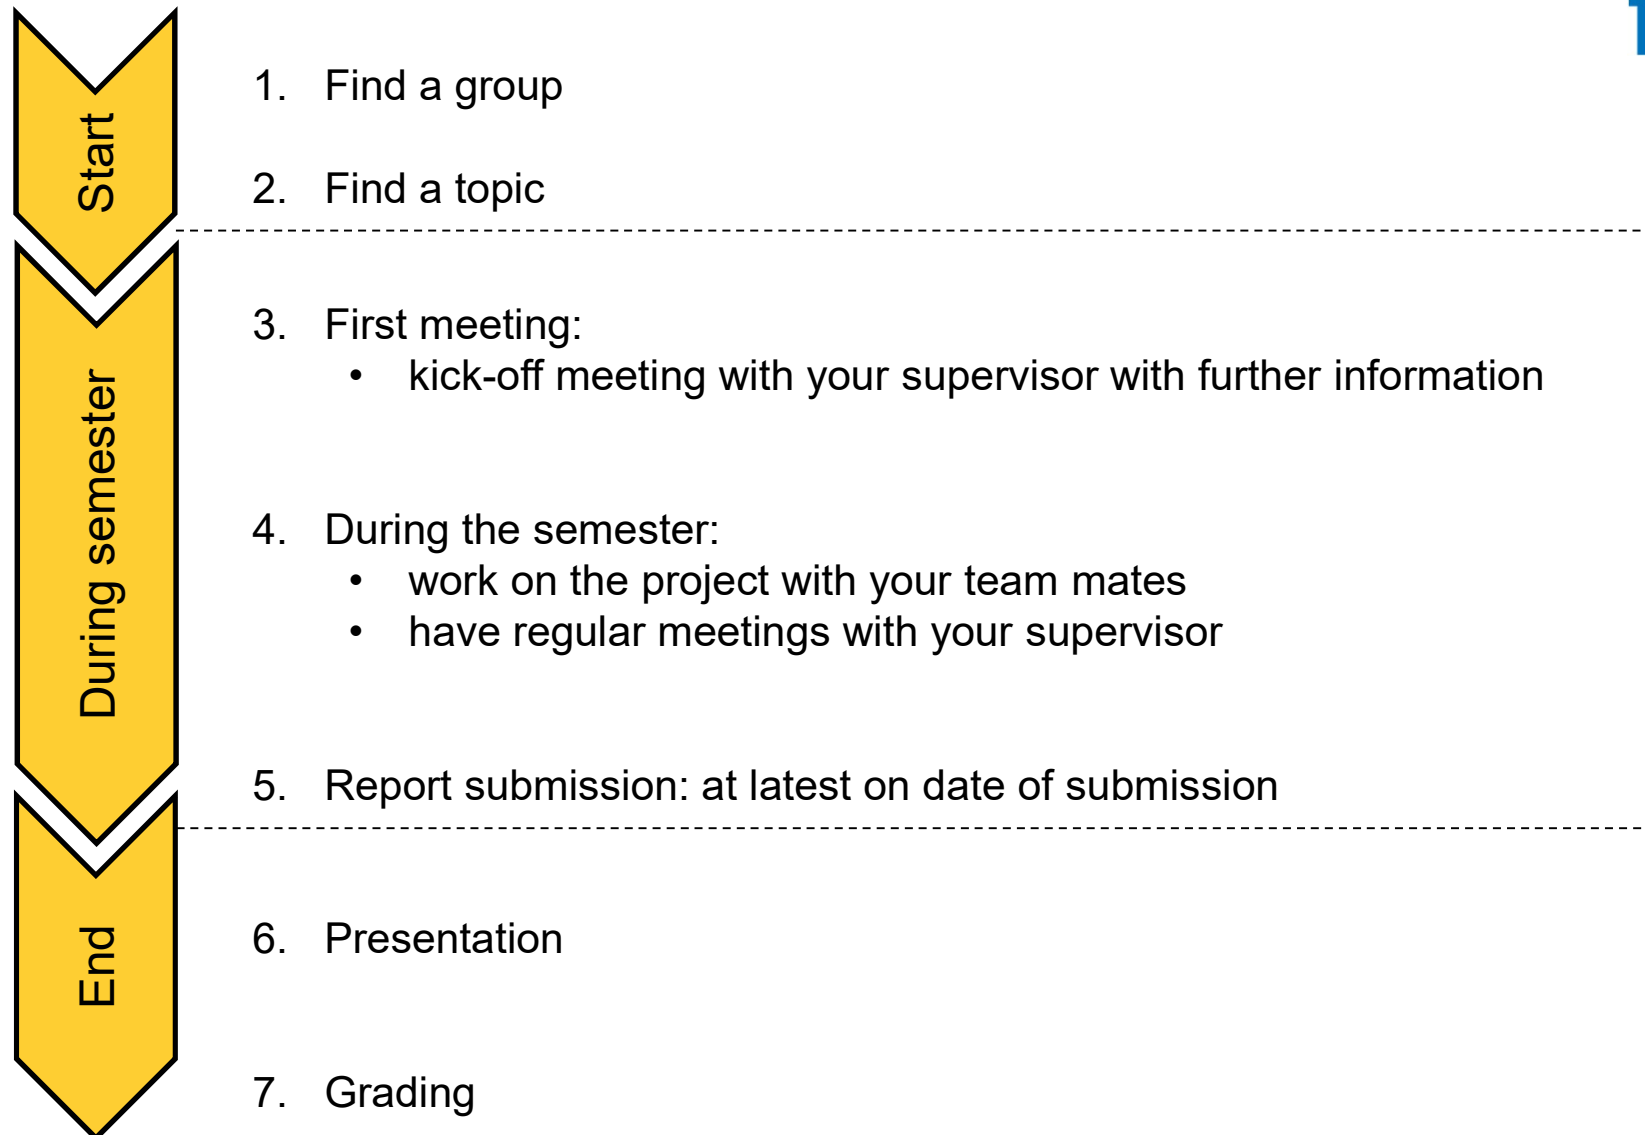 Start
1. Find a group
2. Find a topic
During semester
3. First meeting:
• kick-off meeting with your supervisor with further information
4. During the semester:
• work on the project with your team mates
• have regular meetings with your supervisor
5. Report submission: at latest on date of submission
End
6. Presentation
7. Grading